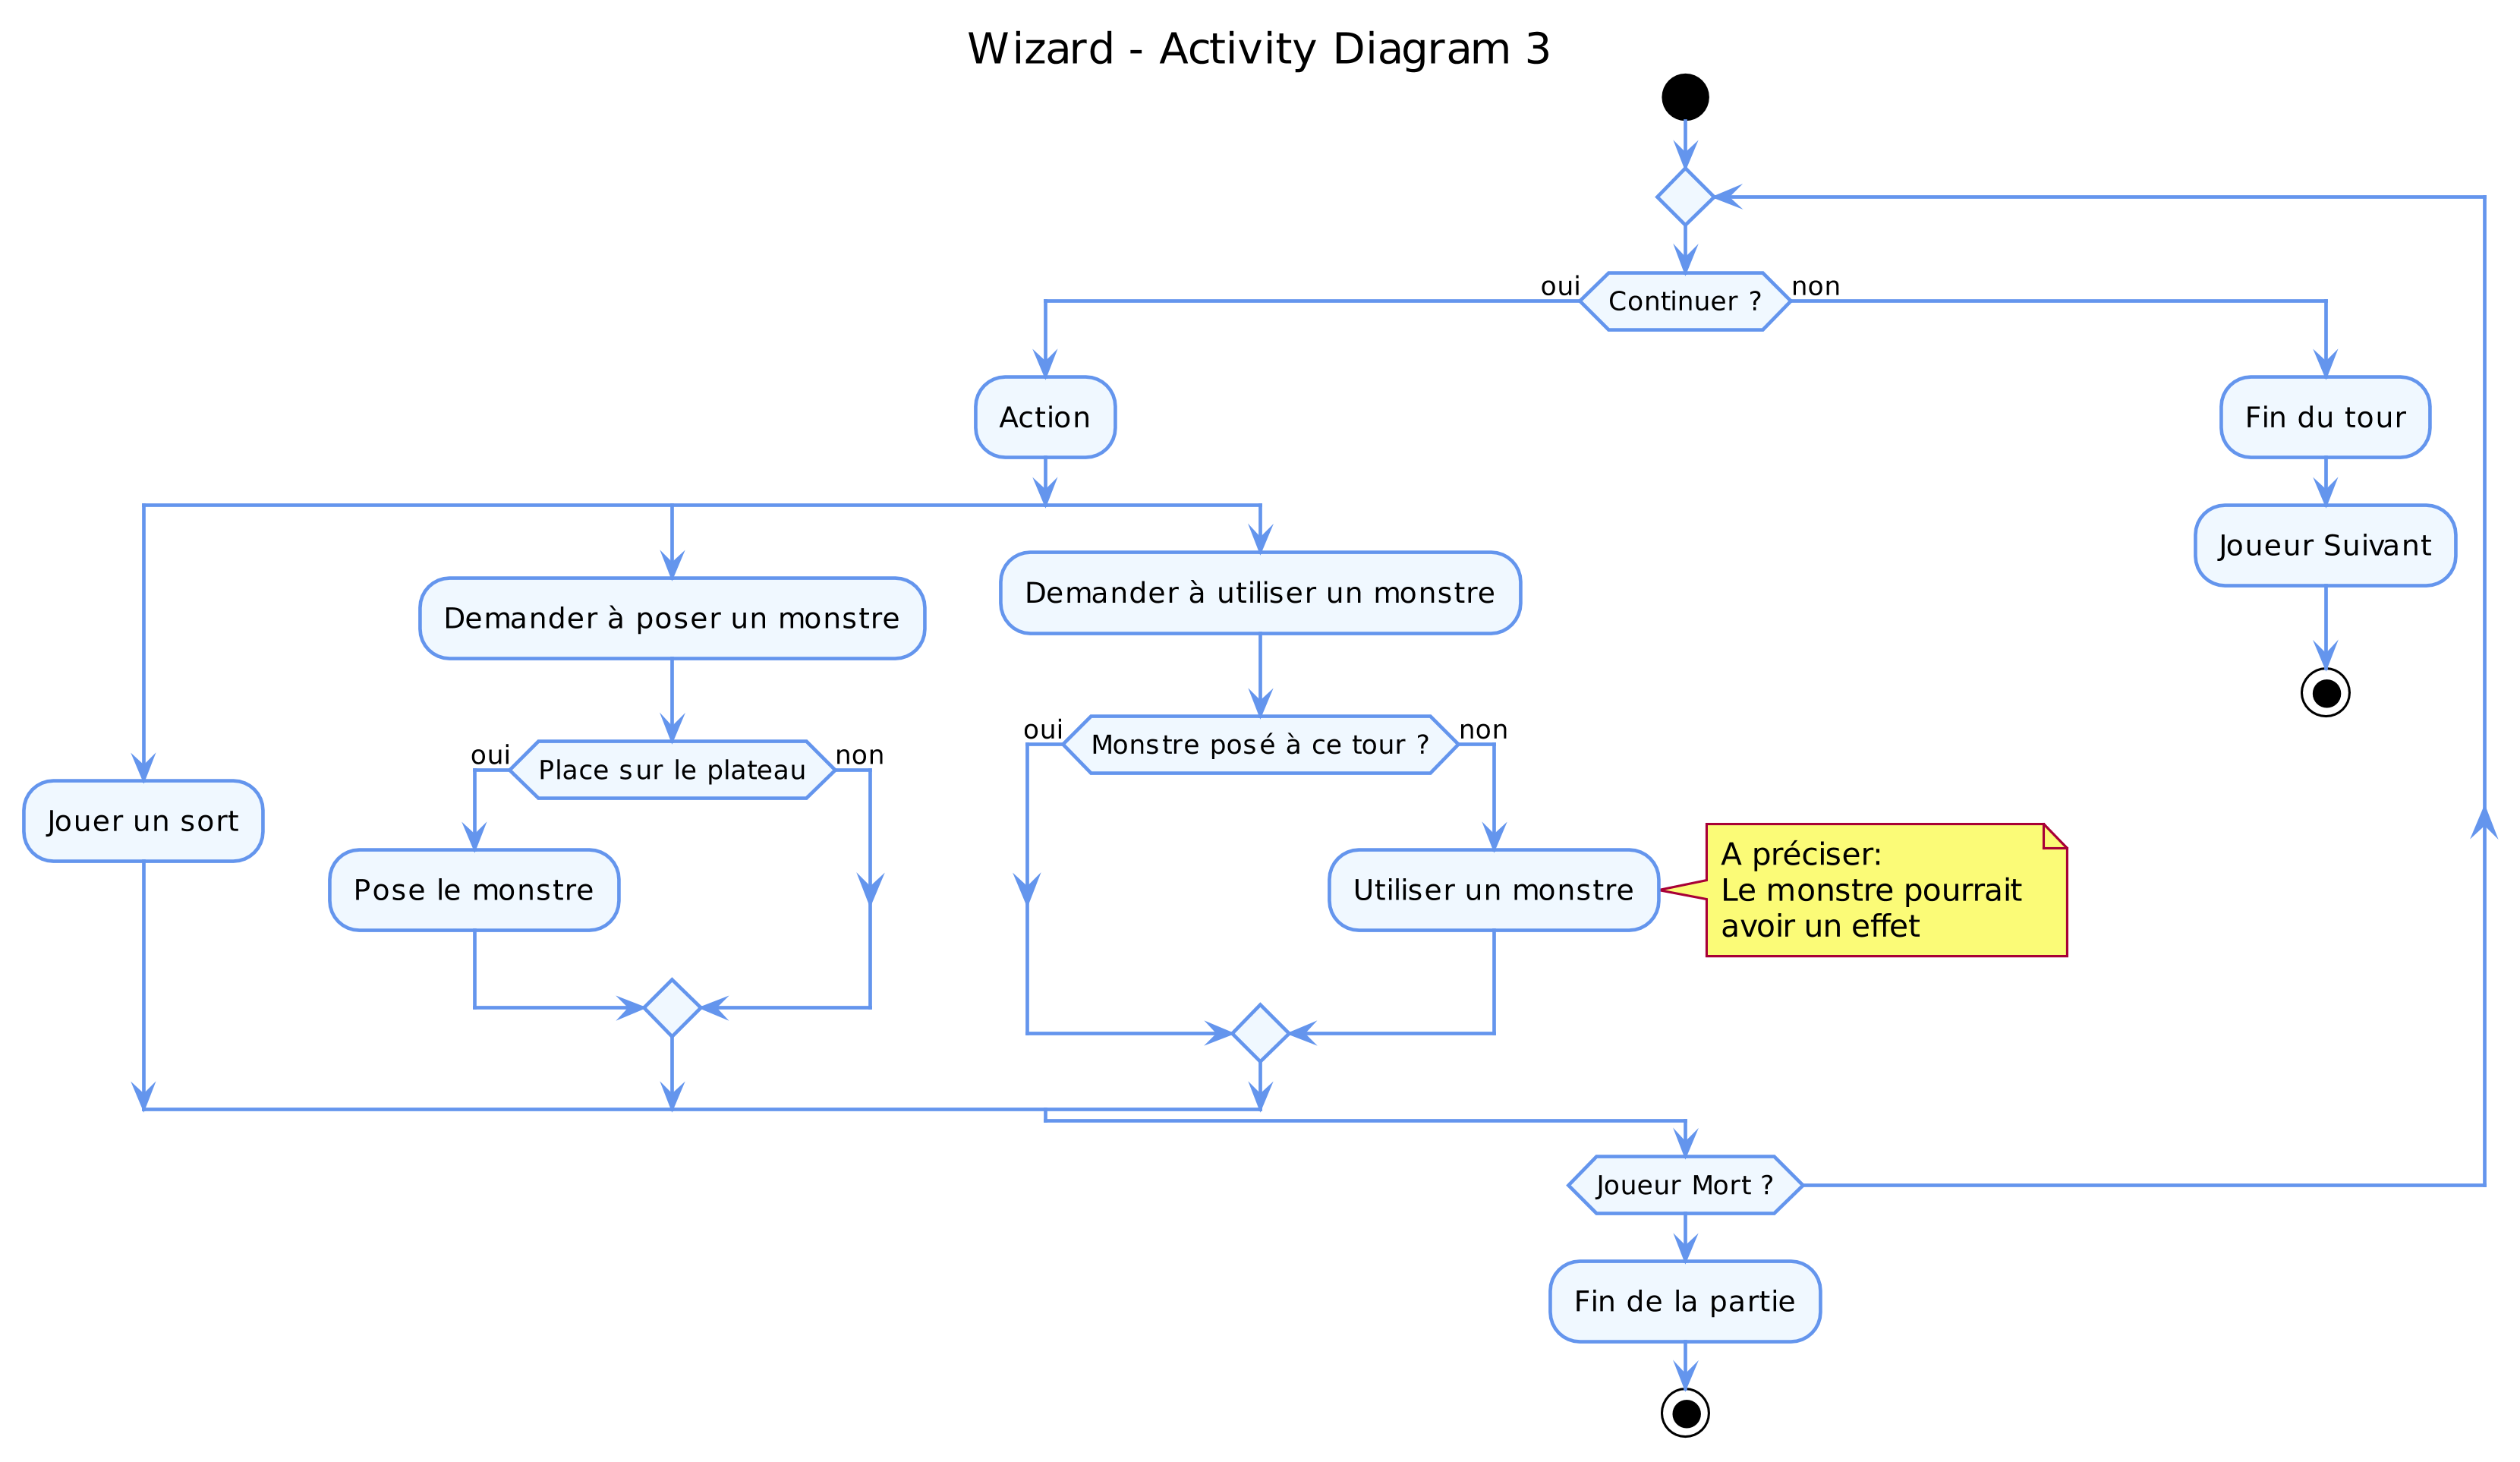 Wizard - Activity Diagram 3
oui
Continuer ?
non
Action
Fin du tour
Joueur Suivant
Demander à poser un monstre
Demander à utiliser un monstre
oui
Place sur le plateau
non
oui
Monstre posé à ce tour ?
non
Jouer un sort
Pose le monstre
Utiliser un monstre
A préciser:
Le monstre pourrait
avoir un effet
Joueur Mort ?
Fin de la partie